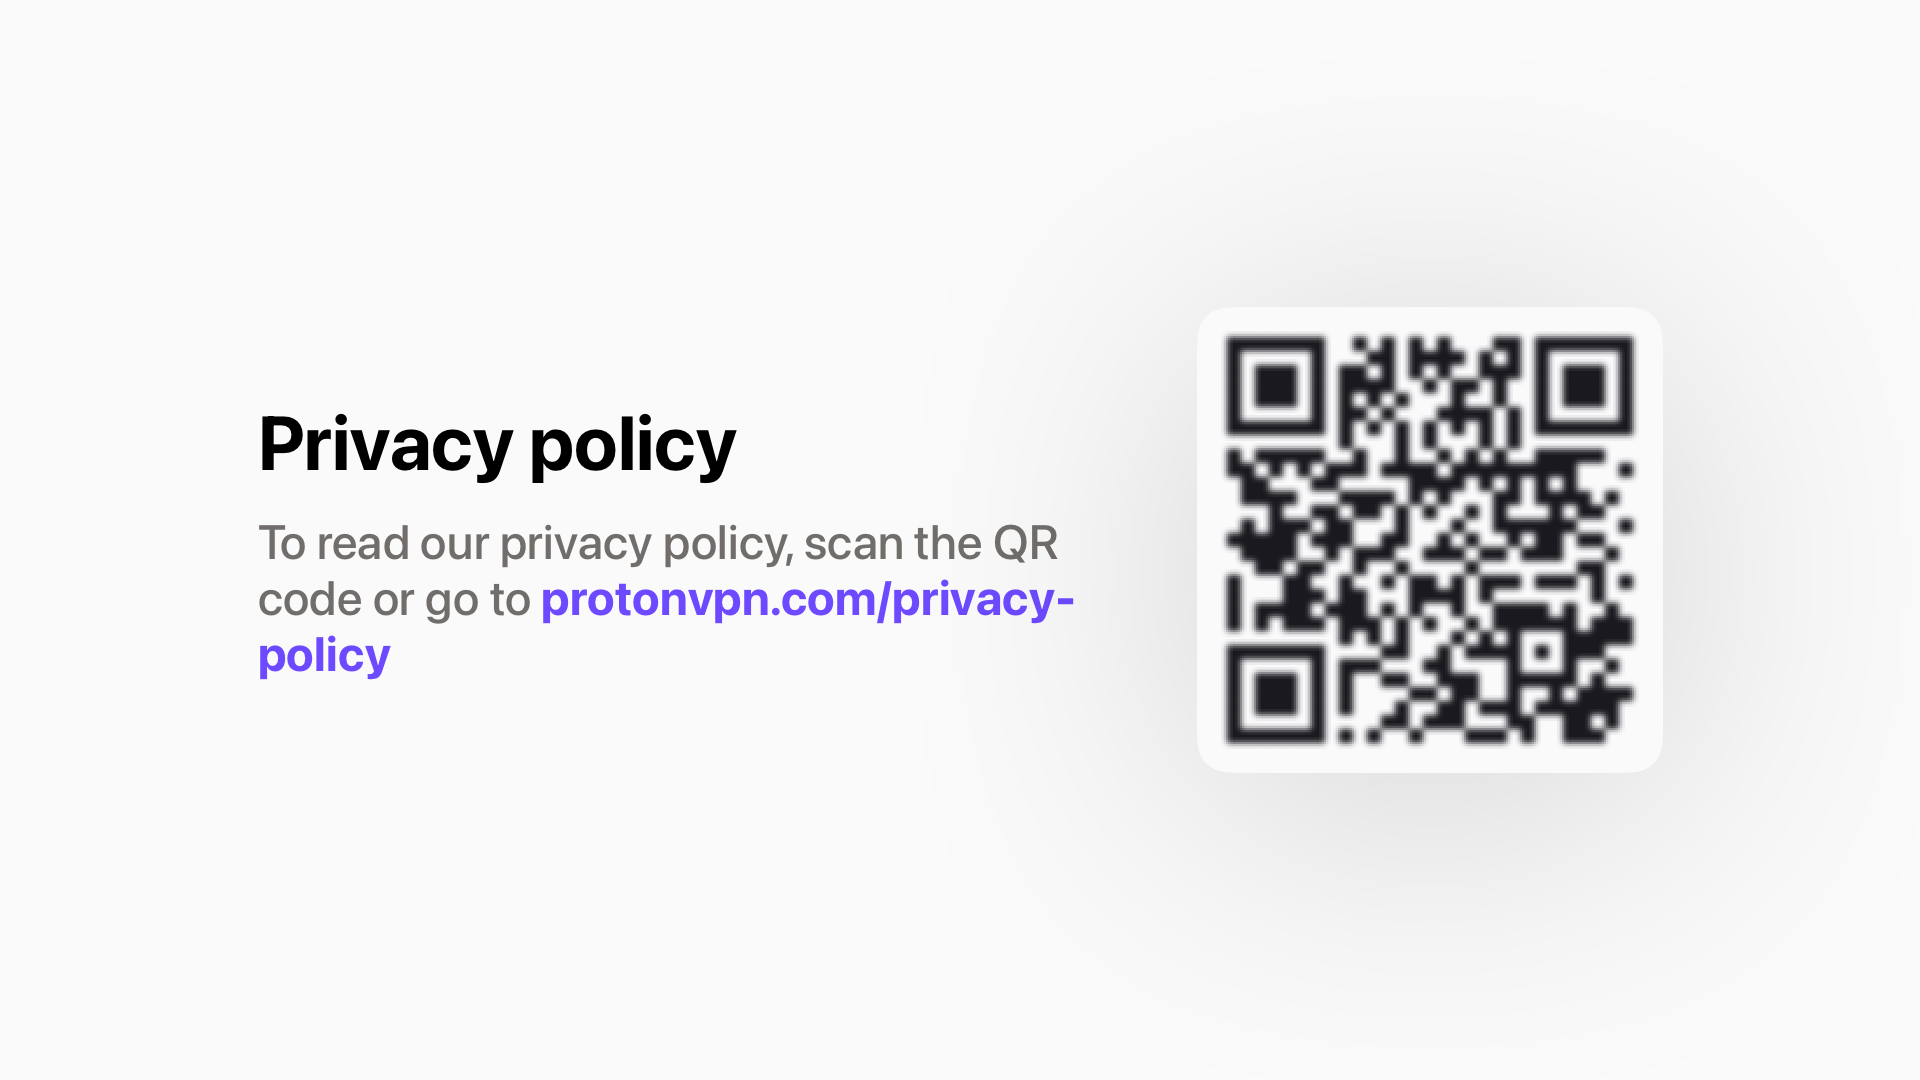 Privacy policy
To read our privacy policy, scan the QR
code or go to protonvpn.com/privacy-
policy